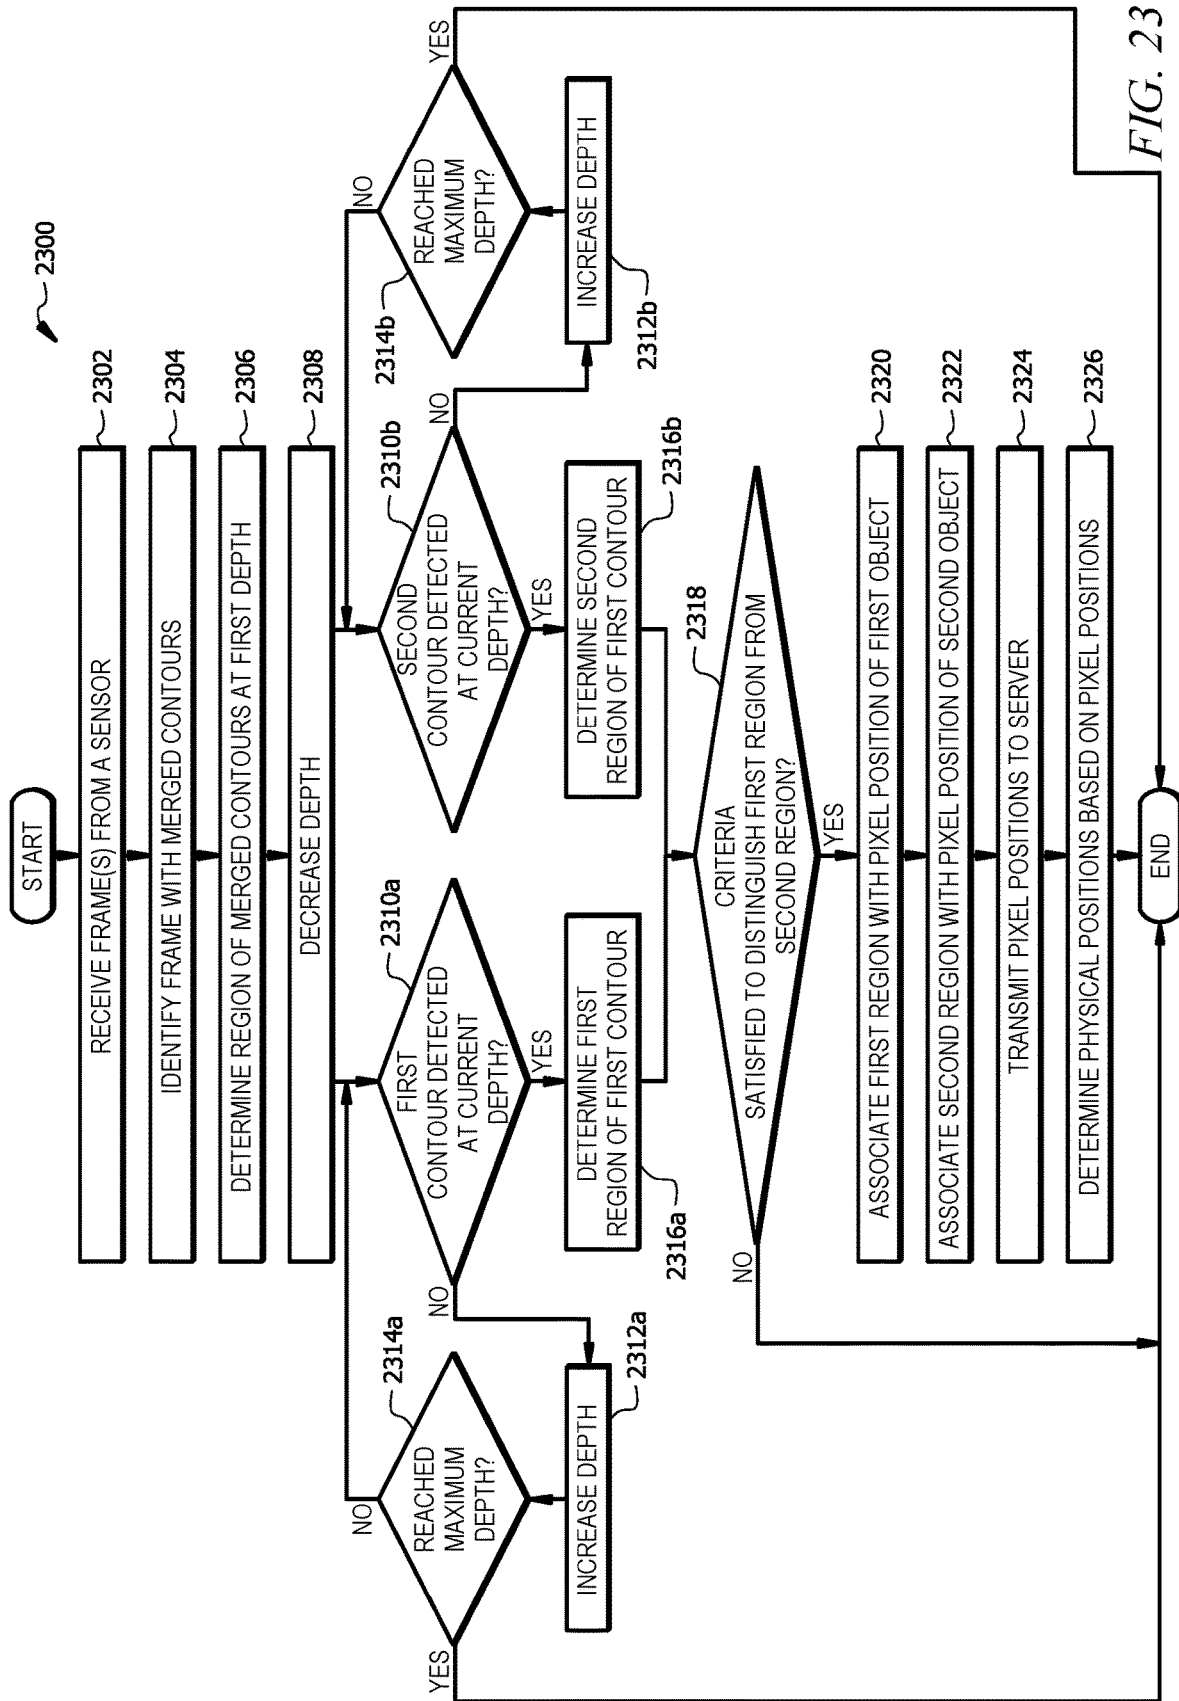 2300
START
RECEIVE FRAME(S) FROM A SENSOR
2302
IDENTIFY FRAME WITH MERGED CONTOURS
2304
DETERMINE REGION OF MERGED CONTOURS AT FIRST DEPTH
2306
DECREASE DEPTH
2308
NO
REACHED
MAXIMUM
DEPTH?
2314a
YES
INCREASE DEPTH
2312a
FIRST
CONTOUR DETECTED
AT CURRENT
DEPTH?
2310a
NO
YES
DETERMINE FIRST
REGION OF FIRST CONTOUR
2316a
SECOND
CONTOUR DETECTED
AT CURRENT
DEPTH?
2310b
NO
YES
DETERMINE SECOND
REGION OF FIRST CONTOUR
2316b
NO
REACHED
MAXIMUM
DEPTH?
2314b
YES
INCREASE DEPTH
2312b
CRITERIA
SATISFIED TO DISTINGUISH FIRST REGION FROM
SECOND REGION?
2318
NO
YES
ASSOCIATE FIRST REGION WITH PIXEL POSITION OF FIRST OBJECT
2320
ASSOCIATE SECOND REGION WITH PIXEL POSITION OF SECOND OBJECT
2322
TRANSMIT PIXEL POSITIONS TO SERVER
2324
DETERMINE PHYSICAL POSITIONS BASED ON PIXEL POSITIONS
2326
END
FIG. 23